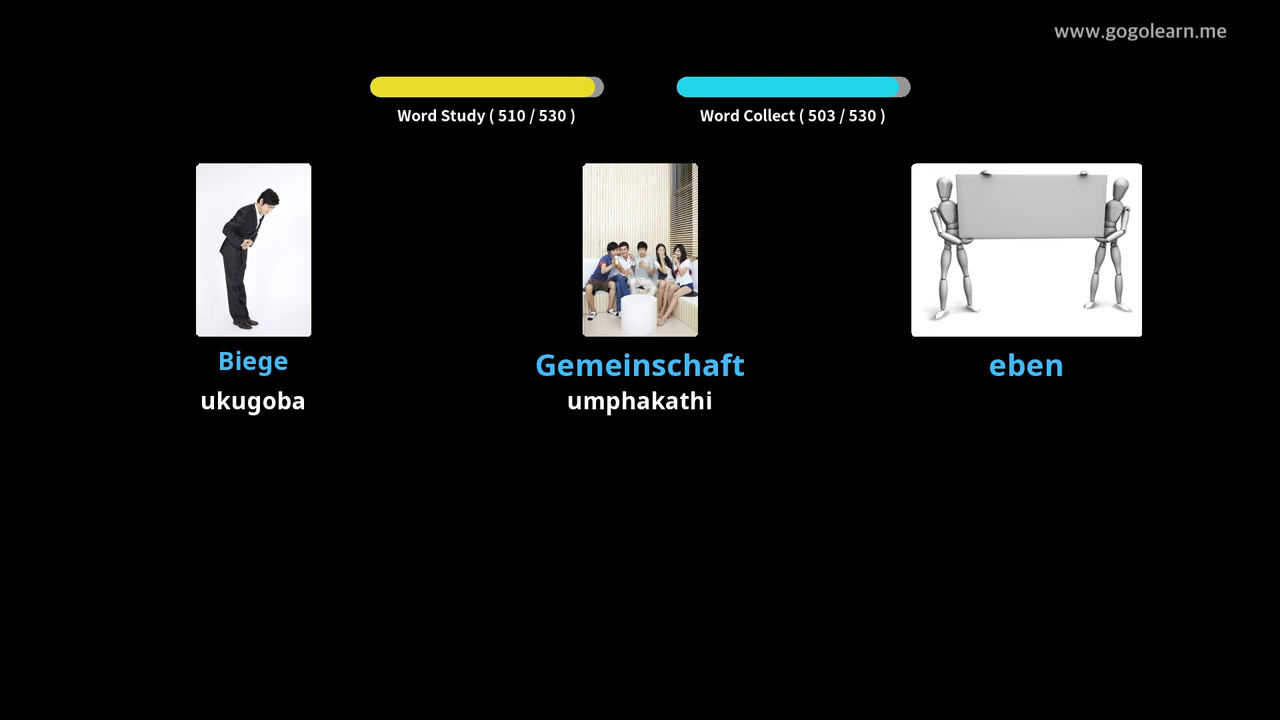 www.gogolearn.me
Word Study ( 510 / 530 )
Word Collect ( 503 / 530 )
Biege
Gemeinschaft
eben
ukugoba
umphakathi